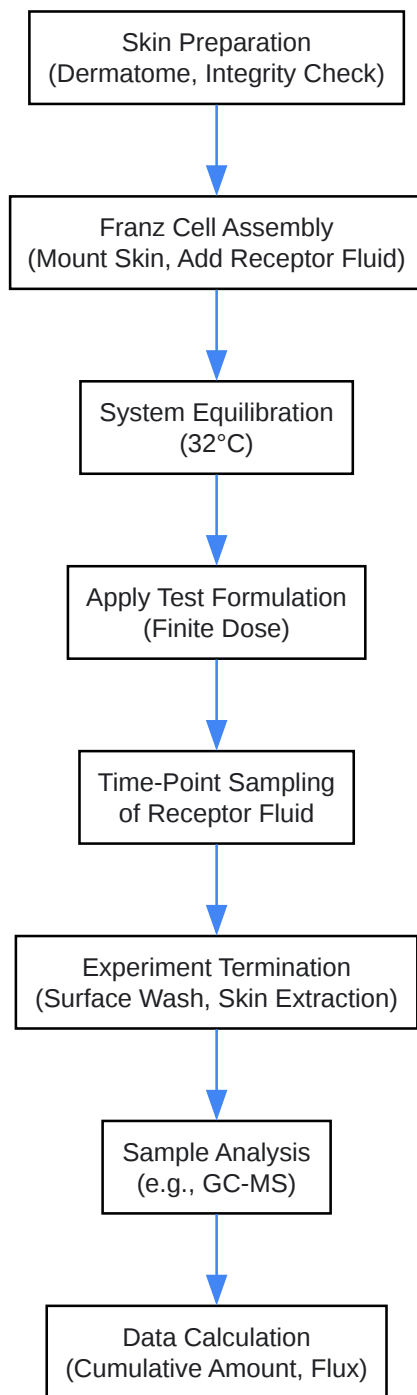 Skin Preparation
(Dermatome, Integrity Check)
Franz Cell Assembly
(Mount Skin, Add Receptor Fluid)
System Equilibration
(32°C)
Apply Test Formulation
(Finite Dose)
Time-Point Sampling
of Receptor Fluid
Experiment Termination
(Surface Wash, Skin Extraction)
Sample Analysis
(e.g., GC-MS)
Data Calculation
(Cumulative Amount, Flux)